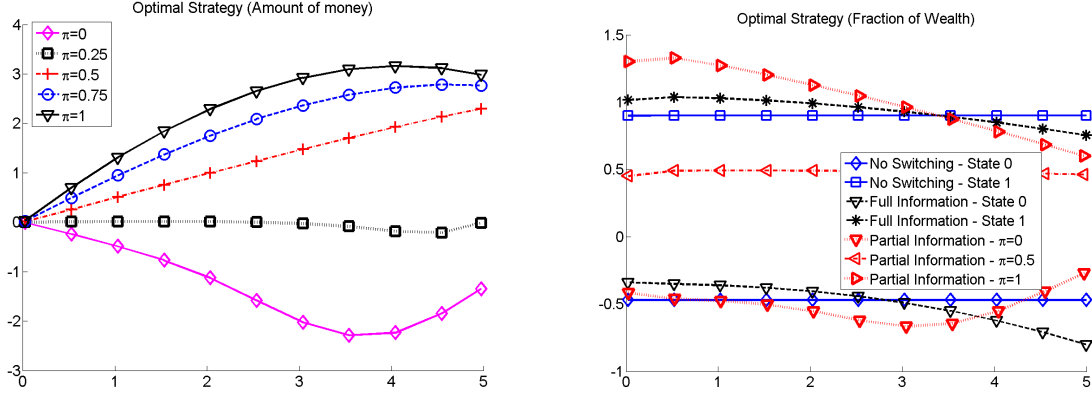 Optimal Strategy (Amount of money)
4
3
2
1
0
-1
-2
-3
0 1 2 3 4 5
π=0
π=0.25
π=0.5
π=0.75
π=1
Optimal Strategy (Fraction of Wealth)
1.5
1
0.5
0
-0.5
-1
0 1 2 3 4 5
No Switching - State 0
No Switching - State 1
Full Information - State 0
Full Information - State 1
Partial Information - π=0
Partial Information - π=0.5
Partial Information - π=1